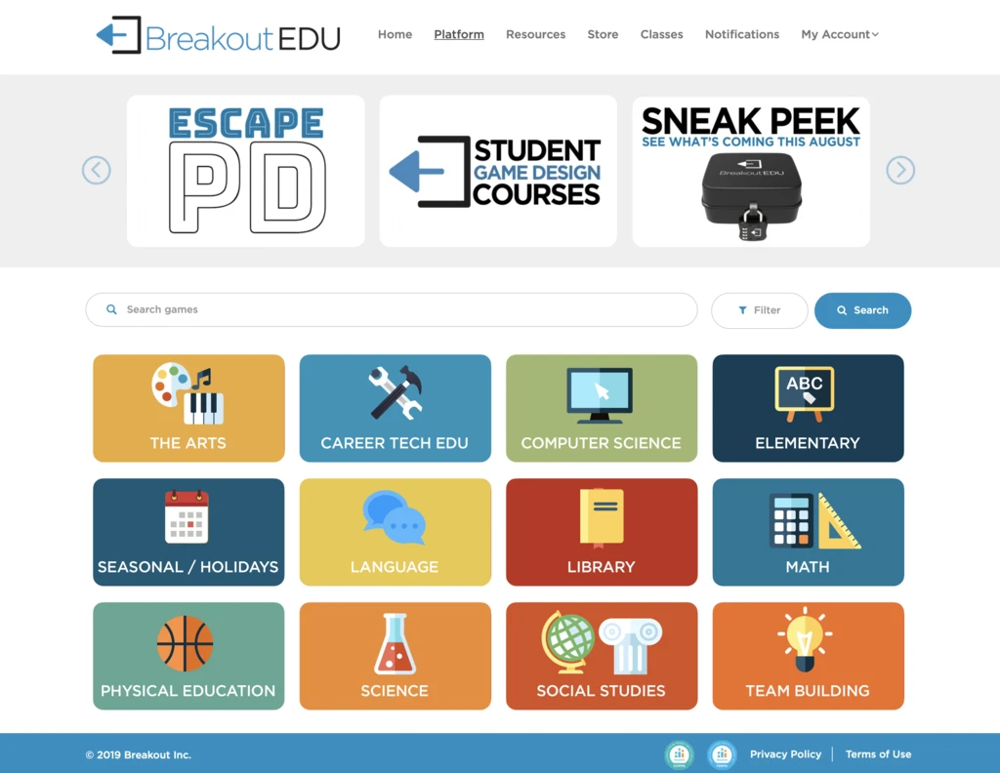 Breakout EDU
Home Platform Resources Store Classes Notifications My Account
ESCAPE
PD
STUDENT
GAME DESIGN
COURSES
SNEAK PEEK
SEE WHAT'S COMING THIS AUGUST
Breakout EDU
Search games
Filter
Search
THE ARTS
CAREER TECH EDU
COMPUTER SCIENCE
ABC
ELEMENTARY
SEASONAL / HOLIDAYS
LANGUAGE
LIBRARY
MATH
PHYSICAL EDUCATION
SCIENCE
SOCIAL STUDIES
TEAM BUILDING
© 2019 Breakout Inc.
Privacy Policy
Terms of Use